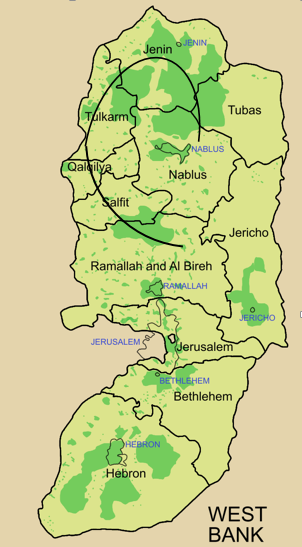 Jenin
JENIN
Tulkarm
Tubas
NABLUS
Qalqilya
Nablus
Salfit
Jericho
Ramallah and Al Bireh
RAMALLAH
JERICHO
JERUSALEM
Jerusalem
BETHLEHEM
Bethlehem
HEBRON
Hebron
WEST
BANK